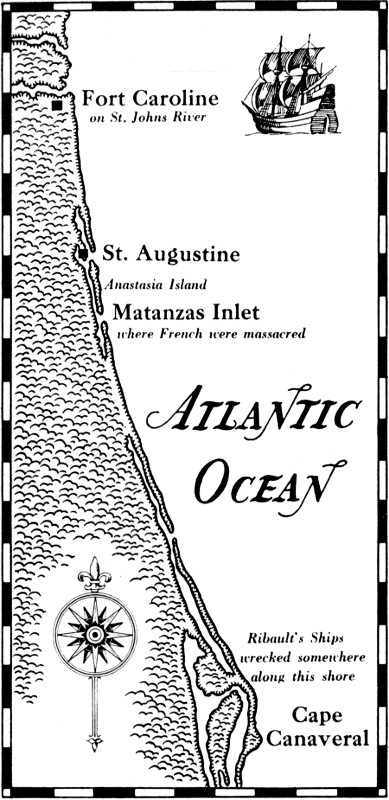 Fort Caroline
on St. Johns River
St. Augustine
Anastasia Island
Matanzas Inlet
where French were massacred
ATLANTIC
OCEAN
Ribault's Ships
wrecked somewhere
along this shore
Cape
Canaveral